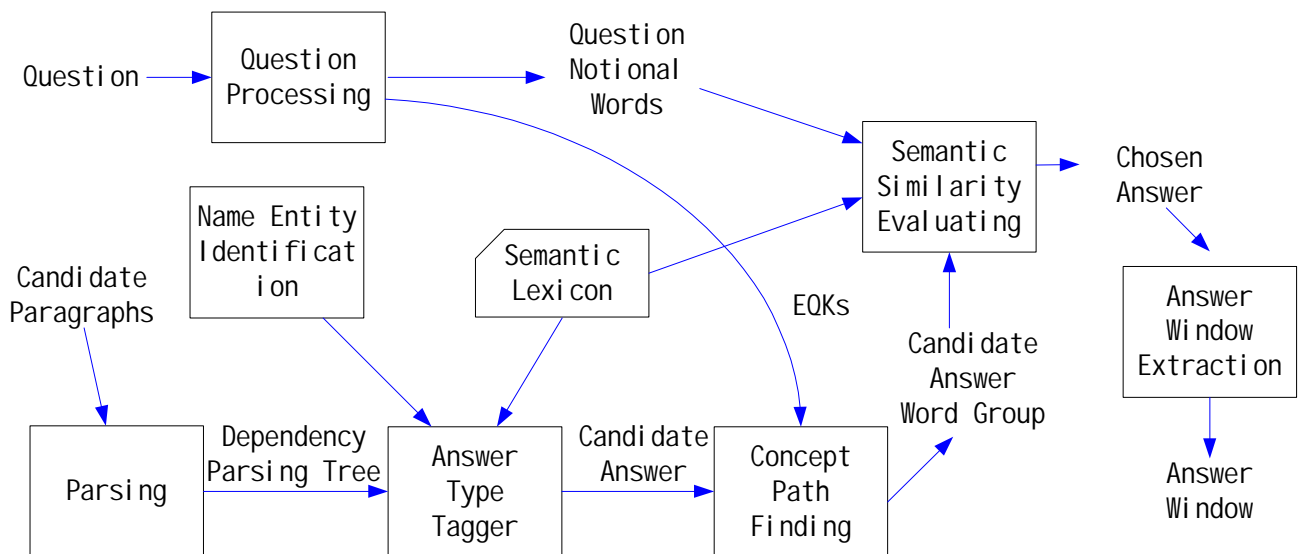 Question
Question
Processing
Question
Notional
Words
Semantic
Similarity
Evaluating
Chosen
Answer
Name Entity
Identificat
ion
Semantic
Lexicon
Candidate
Paragraphs
EQKs
Answer
Window
Extraction
Candidate
Answer
Word Group
Parsing
Dependency
Parsing Tree
Answer
Type
Tagger
Candidate
Answer
Concept
Path
Finding
Answer
Window